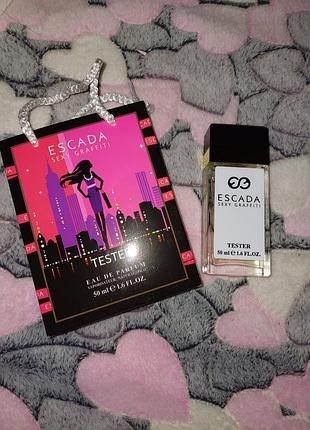 ESCADA
SEXY GRAFFITI
TESTER
EAU DE PARFUM
50 ml ℮ 1.6 FL.OZ.
ESCADA
SEXY GRAFFITI
TESTER
50 ml ℮ 1.6 FL.OZ.